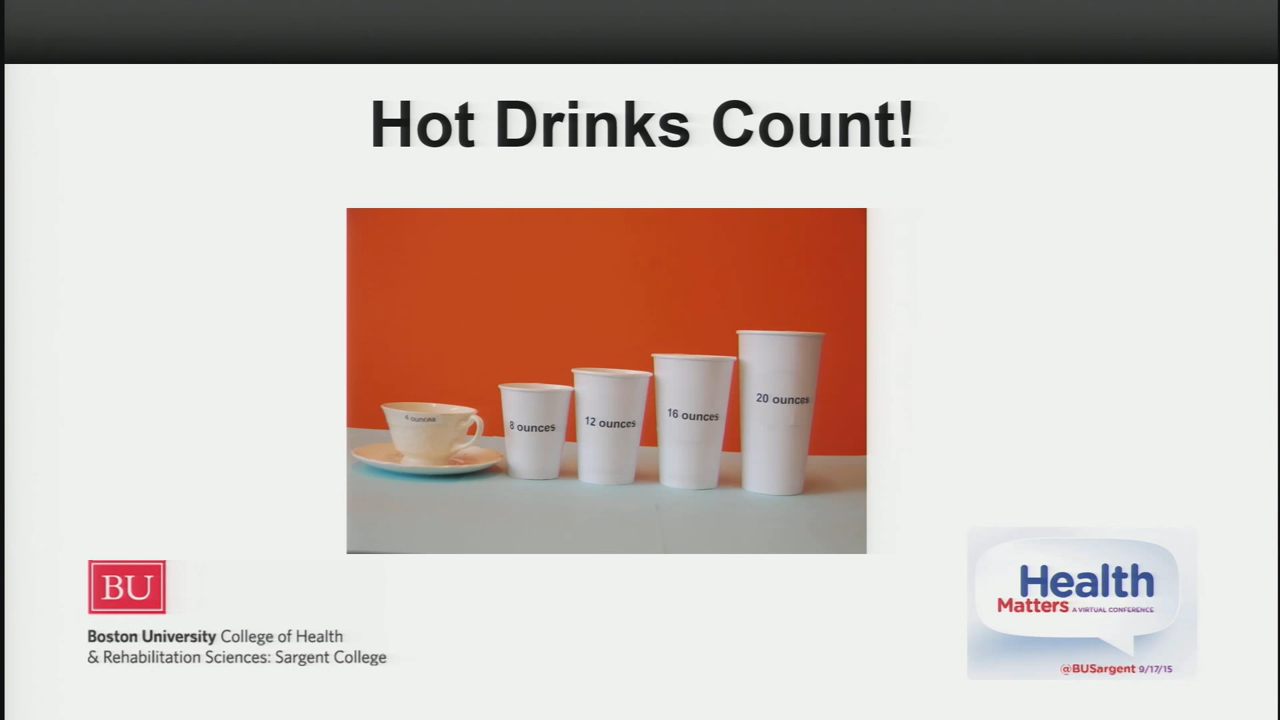 Hot Drinks Count!
6 ounces
8 ounces
12 ounces
16 ounces
20 ounces
BU
Boston University College of Health
& Rehabilitation Sciences: Sargent College
Health
Matters A VIRTUAL CONFERENCE
@BUSargent 9/17/15